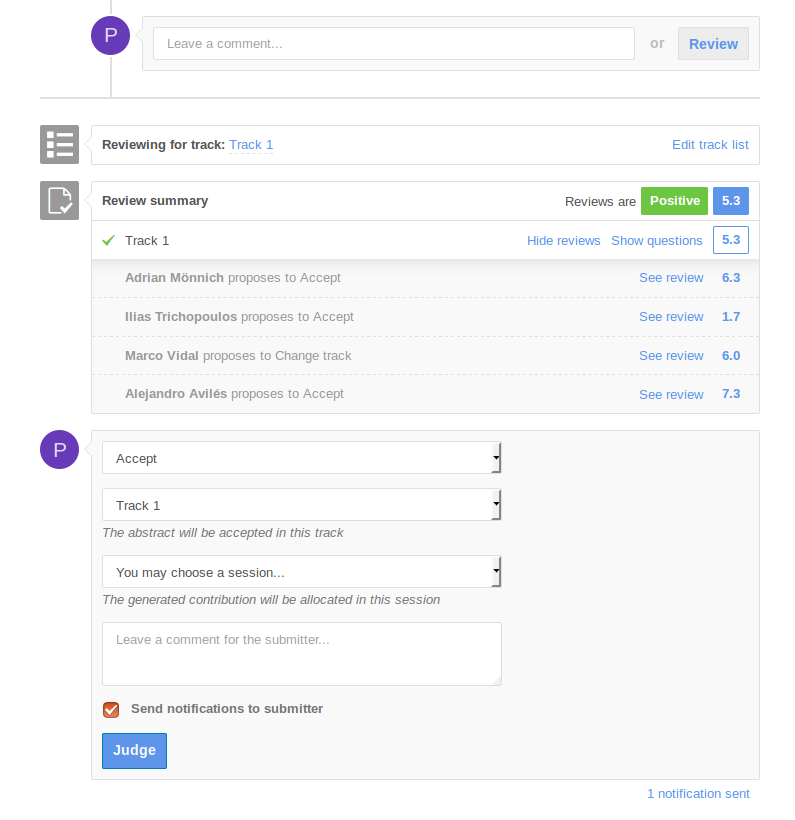 P
Leave a comment... or Review
Reviewing for track: Track 1 Edit track list
Review summary Reviews are Positive 5.3
Track 1 Hide reviews Show questions 5.3
Adrian Mönnich proposes to Accept See review 6.3
Ilias Trichopoulos proposes to Accept See review 1.7
Marco Vidal proposes to Change track See review 6.0
Alejandro Avilés proposes to Accept See review 7.3
P
Accept
Track 1
The abstract will be accepted in this track
You may choose a session...
The generated contribution will be allocated in this session
Leave a comment for the submitter...
Send notifications to submitter
Judge
1 notification sent